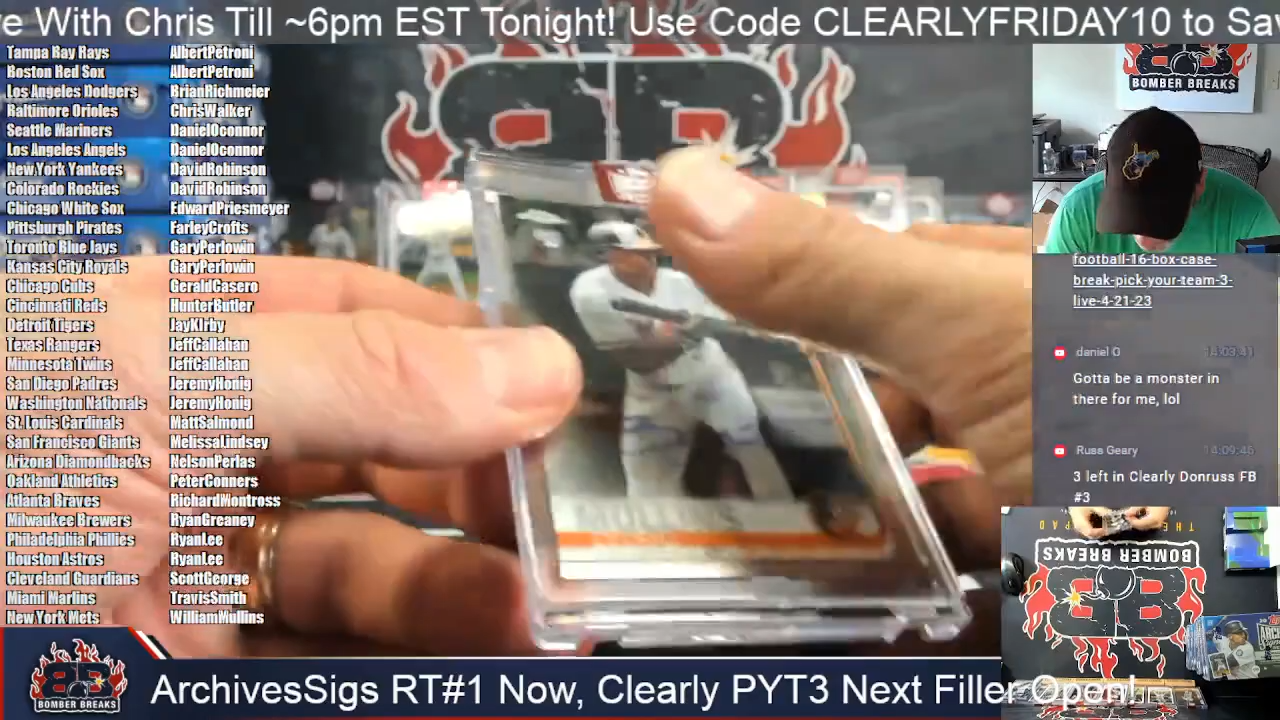 e With Chris Till ~6pm EST Tonight! Use Code CLEARLYFRIDAY10 to Sav
Tampa Bay Rays AlbertPetroni
Boston Red Sox AlbertPetroni
Los Angeles Dodgers BrianRichmeier
Baltimore Orioles ChrisWalker
Seattle Mariners DanielOconnor
Los Angeles Angels DanielOconnor
New York Yankees DavidRobinson
Colorado Rockies DavidRobinson
Chicago White Sox EdwardPriesmeyer
Pittsburgh Pirates FarleyCrofts
Toronto Blue Jays GaryPerlowin
Kansas City Royals GaryPerlowin
Chicago Cubs GeraldCasero
Cincinnati Reds HunterButler
Detroit Tigers JayKIrby
Texas Rangers JeffCallahan
Minnesota Twins JeffCallahan
San Diego Padres JeremyHonig
Washington Nationals JeremyHonig
St. Louis Cardinals MattSalmond
San Francisco Giants MelissaLindsey
Arizona Diamondbacks NelsonPerlas
Oakland Athletics PeterConners
Atlanta Braves RichardMontross
Milwaukee Brewers RyanGreaney
Philadelphia Phillies RyanLee
Houston Astros RyanLee
Cleveland Guardians ScottGeorge
Miami Marlins TravisSmith
New York Mets WilliamMullins
BOMBER BREAKS
football-16-box-case-
break-pick-your-team-3-
live-4-21-23
daniel O 14:03:41
Gotta be a monster in
there for me, lol
Russ Geary 14:09:46
3 left in Clearly Donruss FB
#3
BOMBER BREAKS
BOMBER BREAKS
ArchivesSigs RT#1 Now, Clearly PYT3 Next Filler Open!